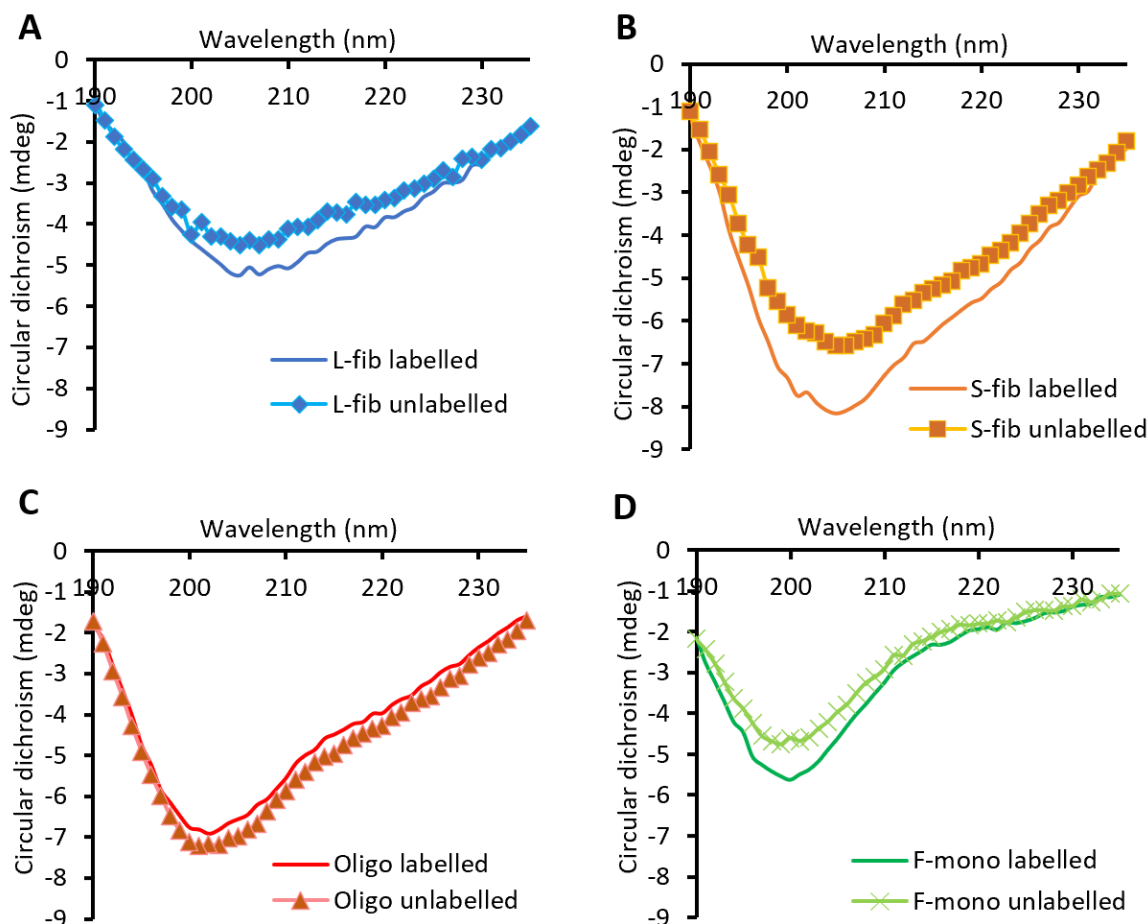 A
Wavelength (nm)
Circular dichroism (mdeg)
0
-1
-2
-3
-4
-5
-6
-7
-8
-9
190 200 210 220 230
L-fib labelled
L-fib unlabelled
B
Wavelength (nm)
Circular dichroism (mdeg)
0
-1
-2
-3
-4
-5
-6
-7
-8
-9
190 200 210 220 230
S-fib labelled
S-fib unlabelled
C
Wavelength (nm)
Circular dichroism (mdeg)
0
-1
-2
-3
-4
-5
-6
-7
-8
-9
190 200 210 220 230
Oligo labelled
Oligo unlabelled
D
Wavelength (nm)
Circular dichroism (mdeg)
0
-1
-2
-3
-4
-5
-6
-7
-8
-9
190 200 210 220 230
F-mono labelled
F-mono unlabelled